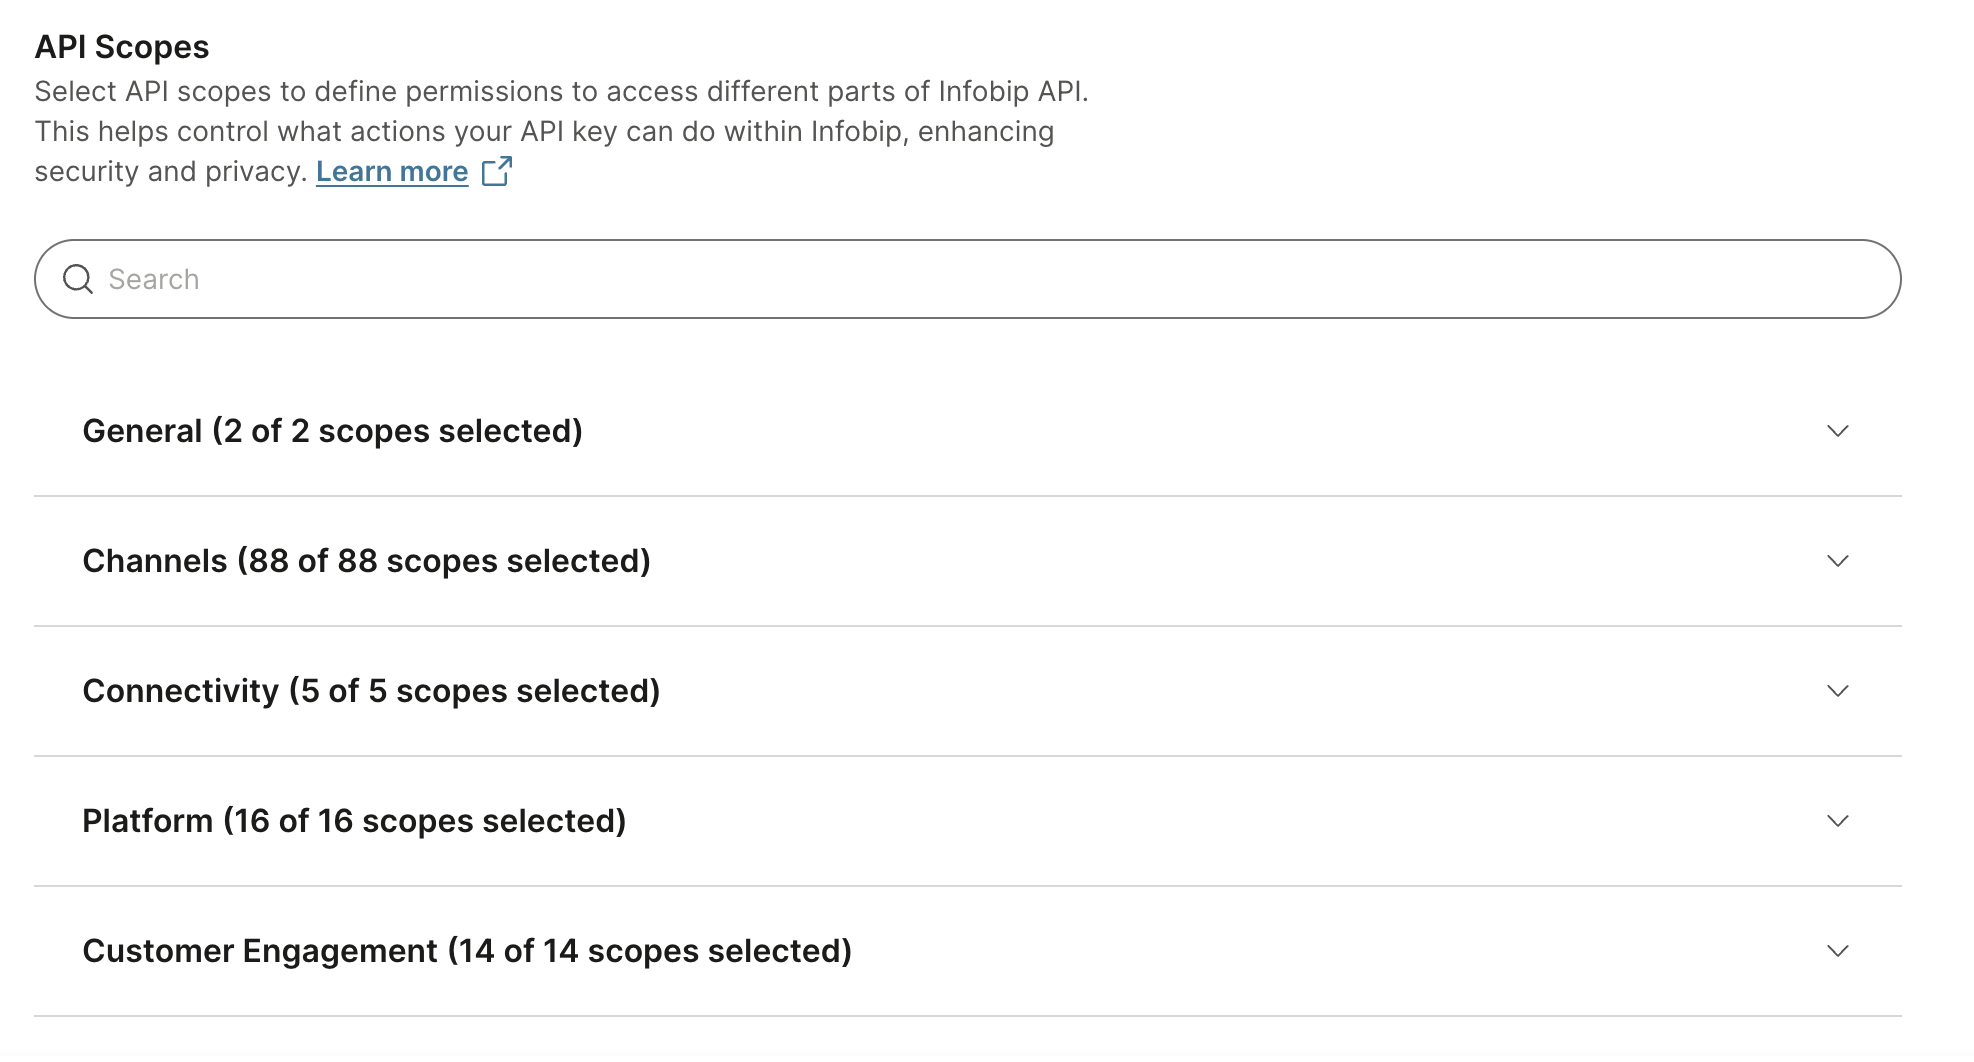 API Scopes
Select API scopes to define permissions to access different parts of Infobip API.
This helps control what actions your API key can do within Infobip, enhancing
security and privacy. Learn more
Search
General (2 of 2 scopes selected)
Channels (88 of 88 scopes selected)
Connectivity (5 of 5 scopes selected)
Platform (16 of 16 scopes selected)
Customer Engagement (14 of 14 scopes selected)